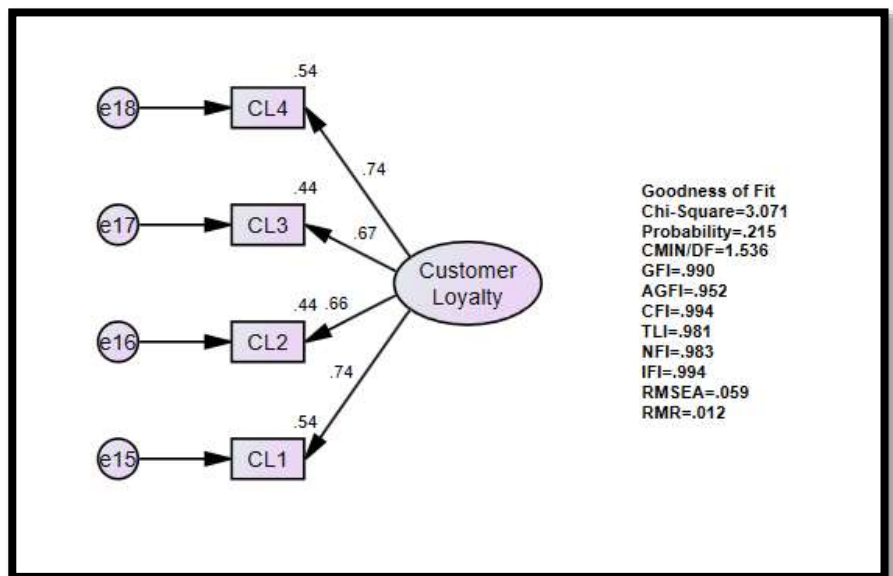 .54
e18 CL4
.74
.44
e17 CL3
.67
Customer
Loyalty
.44 .66
e16 CL2
.74
.54
e15 CL1
Goodness of Fit
Chi-Square=3.071
Probability=.215
CMIN/DF=1.536
GFI=.990
AGFI=.952
CFI=.994
TLI=.981
NFI=.983
IFI=.994
RMSEA=.059
RMR=.012